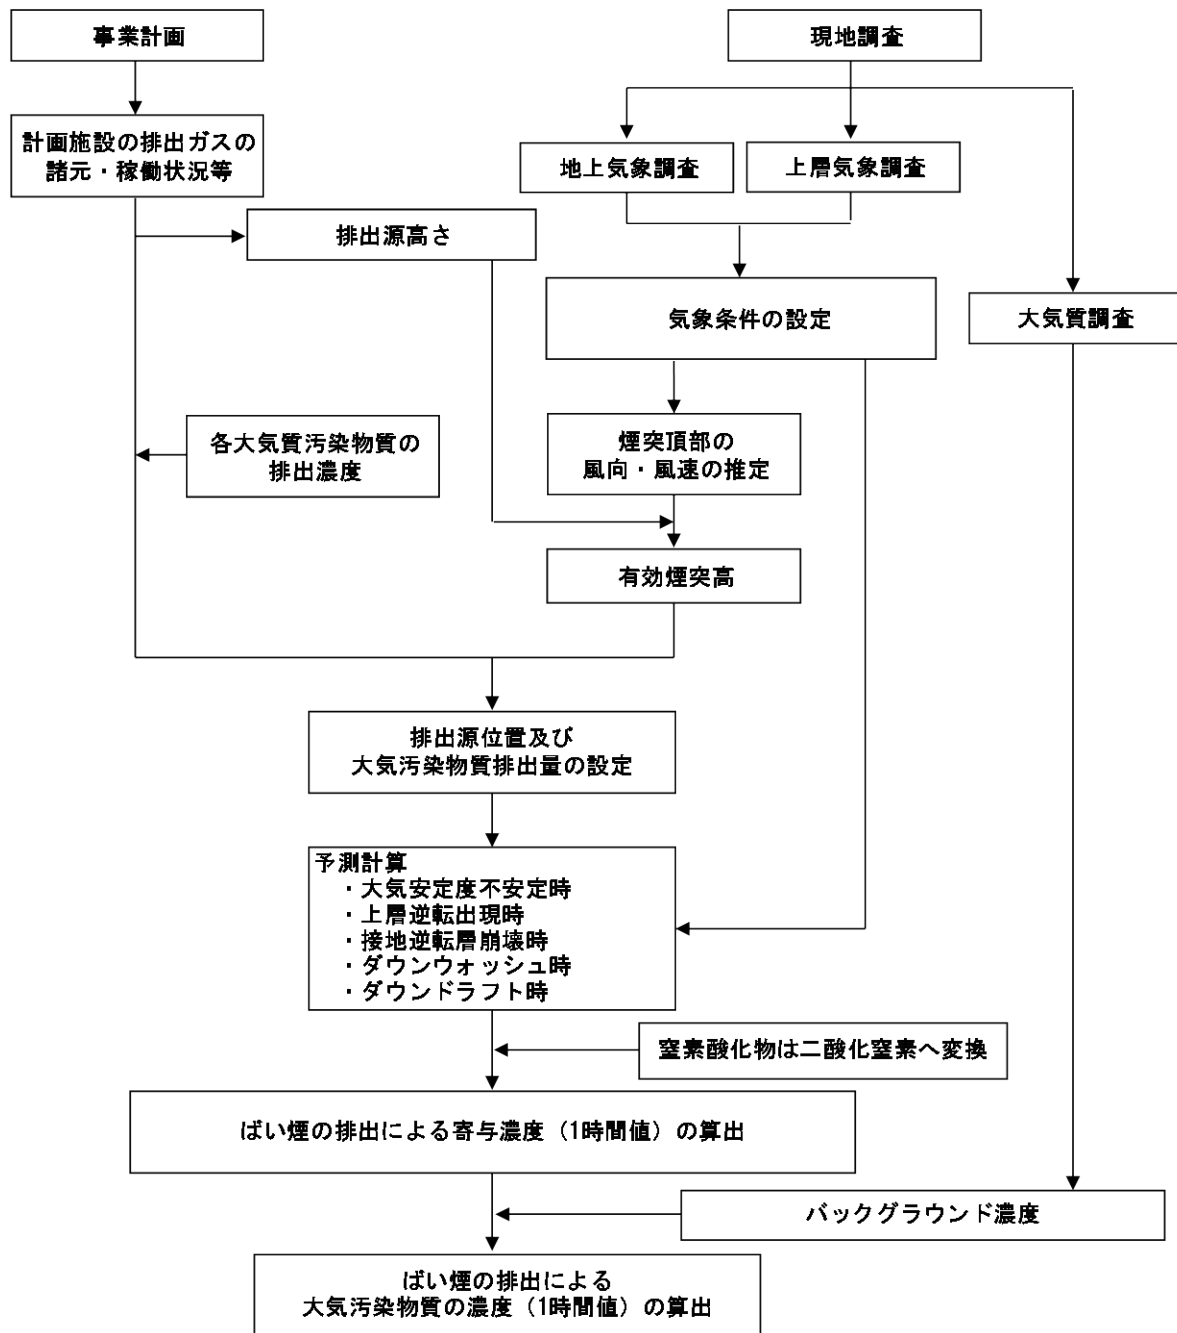 事業計画
現地調査
計画施設の排出ガスの
諸元・稼働状況等
地上気象調査
上層気象調査
排出源高さ
気象条件の設定
大気質調査
各大気質汚染物質の
排出濃度
煙突頂部の
風向・風速の推定
有効煙突高
排出源位置及び
大気汚染物質排出量の設定
予測計算
・大気安定度不安定時
・上層逆転出現時
・接地逆転層崩壊時
・ダウンウォッシュ時
・ダウンドラフト時
窒素酸化物は二酸化窒素へ変換
ばい煙の排出による寄与濃度（1時間値）の算出
バックグラウンド濃度
ばい煙の排出による
大気汚染物質の濃度（1時間値）の算出